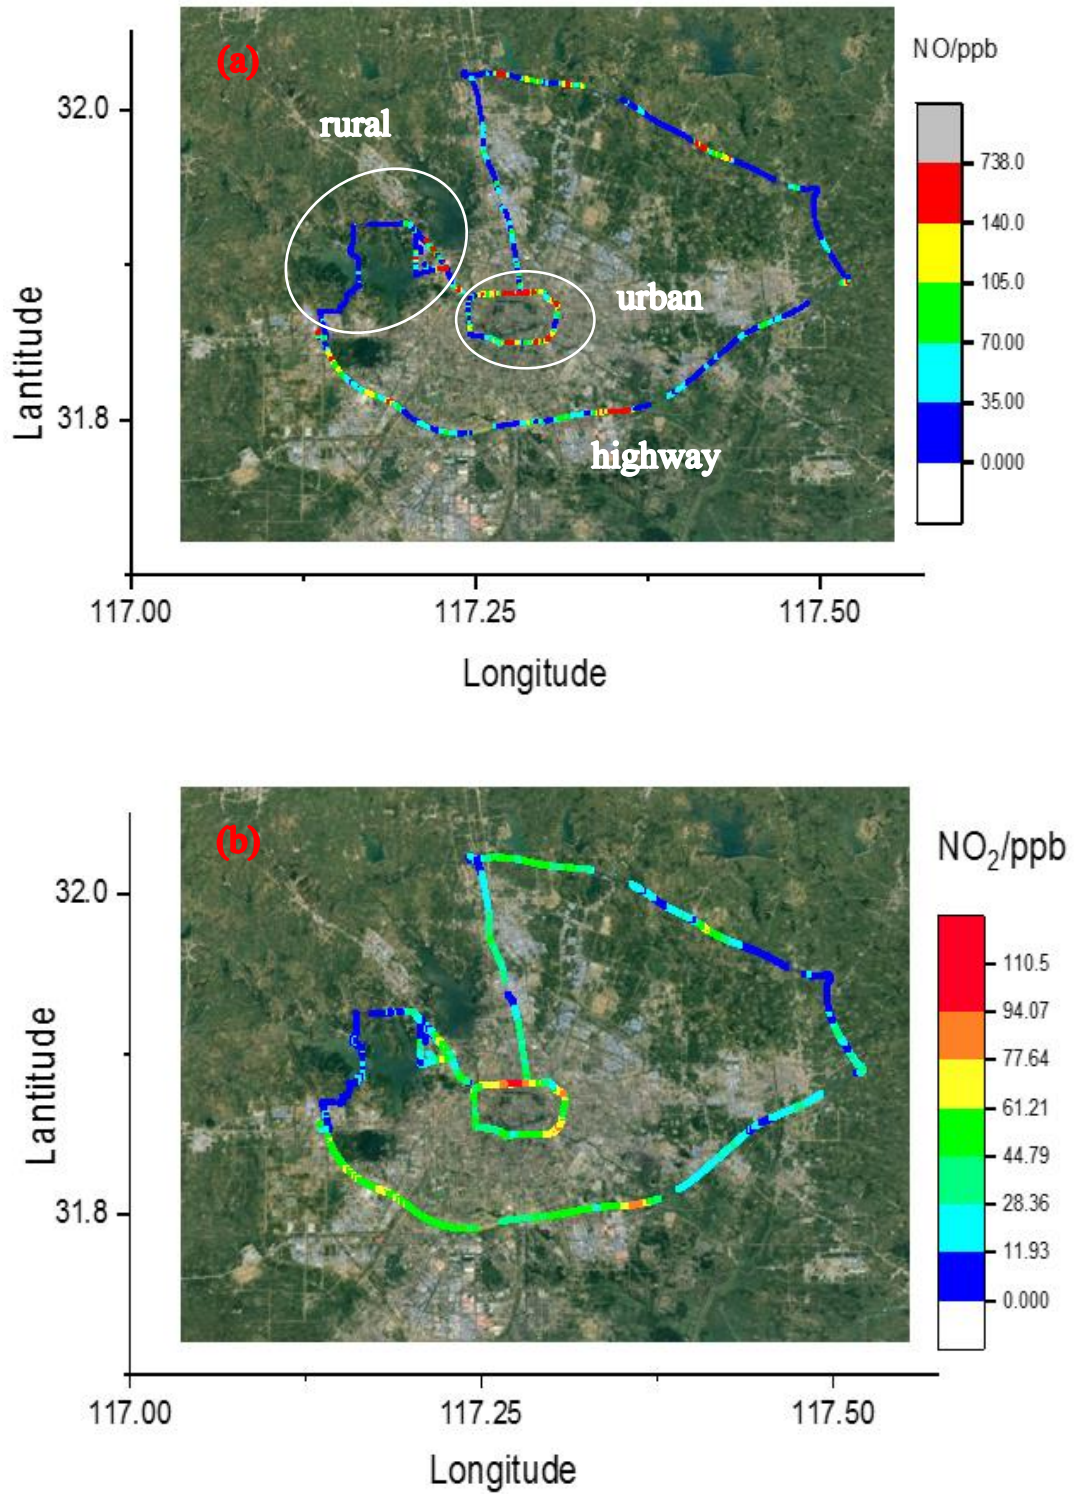 (a)
NO/ppb
32.0
rural
738.0
140.0
105.0
urban
70.00
Lantitude
35.00
31.8
highway
0.000
117.00
117.25
117.50
Longitude
(b)
NO₂/ppb
32.0
110.5
94.07
77.64
61.21
Lantitude
44.79
28.36
31.8
11.93
0.000
117.00
117.25
117.50
Longitude